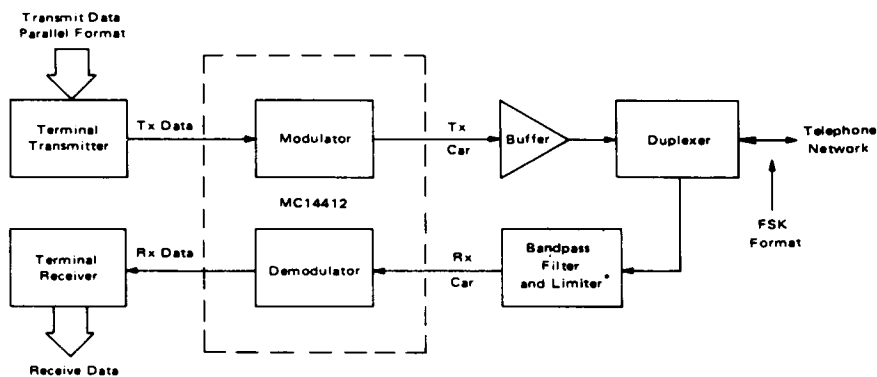 Transmit Data
Parallel Format
Terminal
Transmitter
Tx Data
Modulator
Tx
Car
Buffer
Duplexer
Telephone
Network
FSK
Format
MC14412
Terminal
Receiver
Rx Data
Demodulator
Rx
Car
Bandpass
Filter
and Limiter*
Receive Data